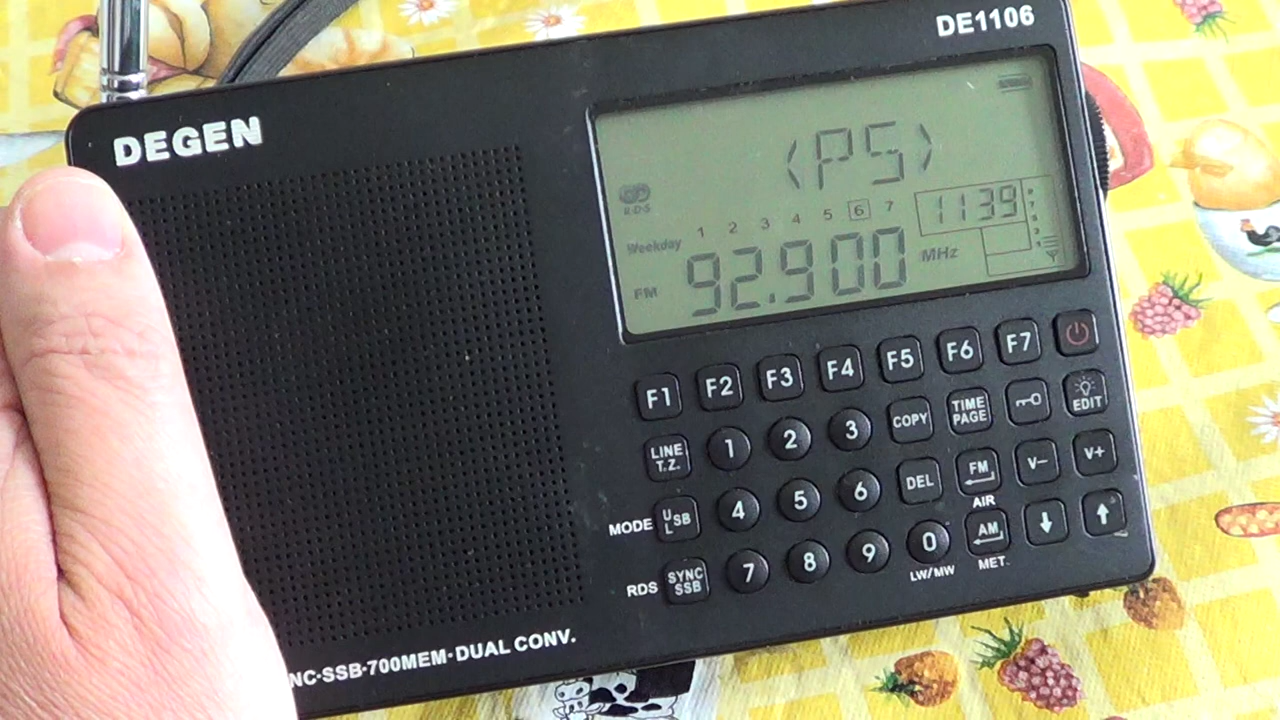 DE1106
DEGEN
<PS>
R·D·S
1 2 3 4 5 6 7
1139
Weekday
FM 92.900 MHz
F1 F2 F3 F4 F5 F6 F7
LINE T.Z. 1 2 3 COPY TIME PAGE EDIT
MODE U L SB 4 5 6 DEL FM V- V+
AIR
RDS SYNC SSB 7 8 9 0 AM
LW/MW MET.
NC·SSB·700MEM·DUAL CONV.